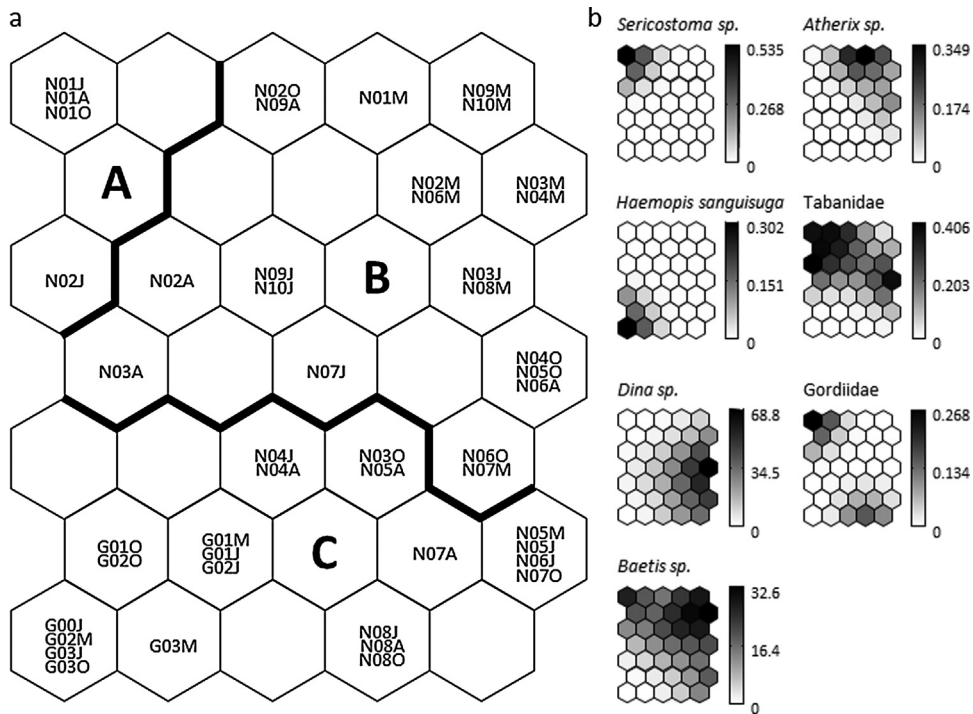 a
N01J
N01A
N01O
N02O
N09A
N01M
N09M
N10M
A
N02M
N06M
N03M
N04M
N02J
N02A
N09J
N10J
B
N03J
N08M
N03A
N07J
N04O
N05O
N06A
N04J
N04A
N03O
N05A
N06O
N07M
G01O
G02O
G01M
G01J
G02J
C
N07A
N05M
N05J
N06J
N07O
G00J
G02M
G03J
G03O
G03M
N08J
N08A
N08O
b
Sericostoma sp.
0.535
0.268
0
Atherix sp.
0.349
0.174
0
Haemopis sanguisuga
0.302
0.151
0
Tabanidae
0.406
0.203
0
Dina sp.
68.8
34.5
0
Gordiidae
0.268
0.134
0
Baetis sp.
32.6
16.4
0